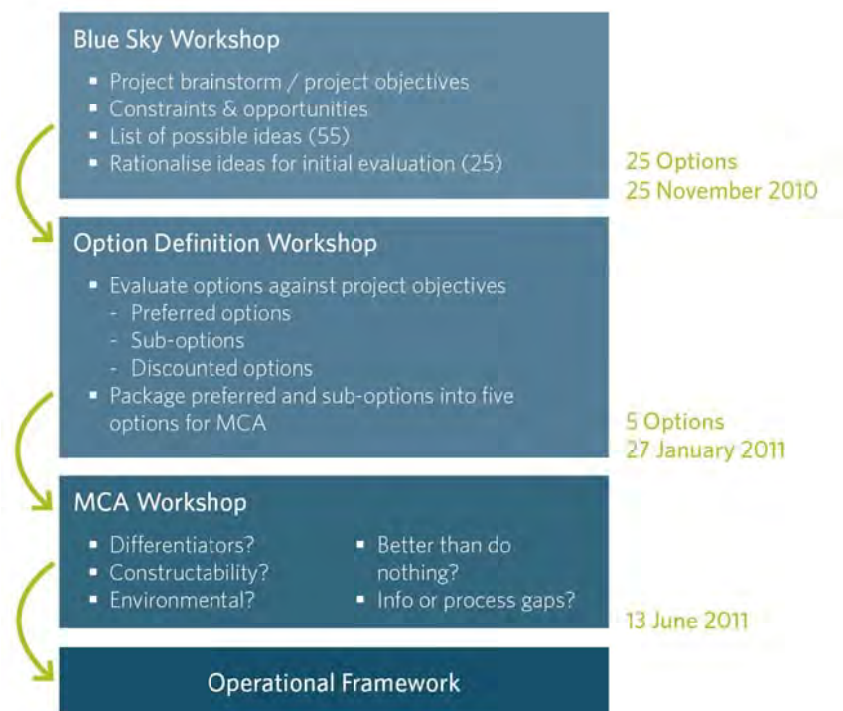 Blue Sky Workshop
▪ Project brainstorm / project objectives
▪ Constraints & opportunities
▪ List of possible ideas (55)
▪ Rationalise ideas for initial evaluation (25)
25 Options
25 November 2010
Option Definition Workshop
▪ Evaluate options against project objectives
- Preferred options
- Sub-options
- Discounted options
▪ Package preferred and sub-options into five
options for MCA
5 Options
27 January 2011
MCA Workshop
▪ Differentiators?
▪ Constructability?
▪ Environmental?
▪ Better than do
nothing?
▪ Info or process gaps?
13 June 2011
Operational Framework